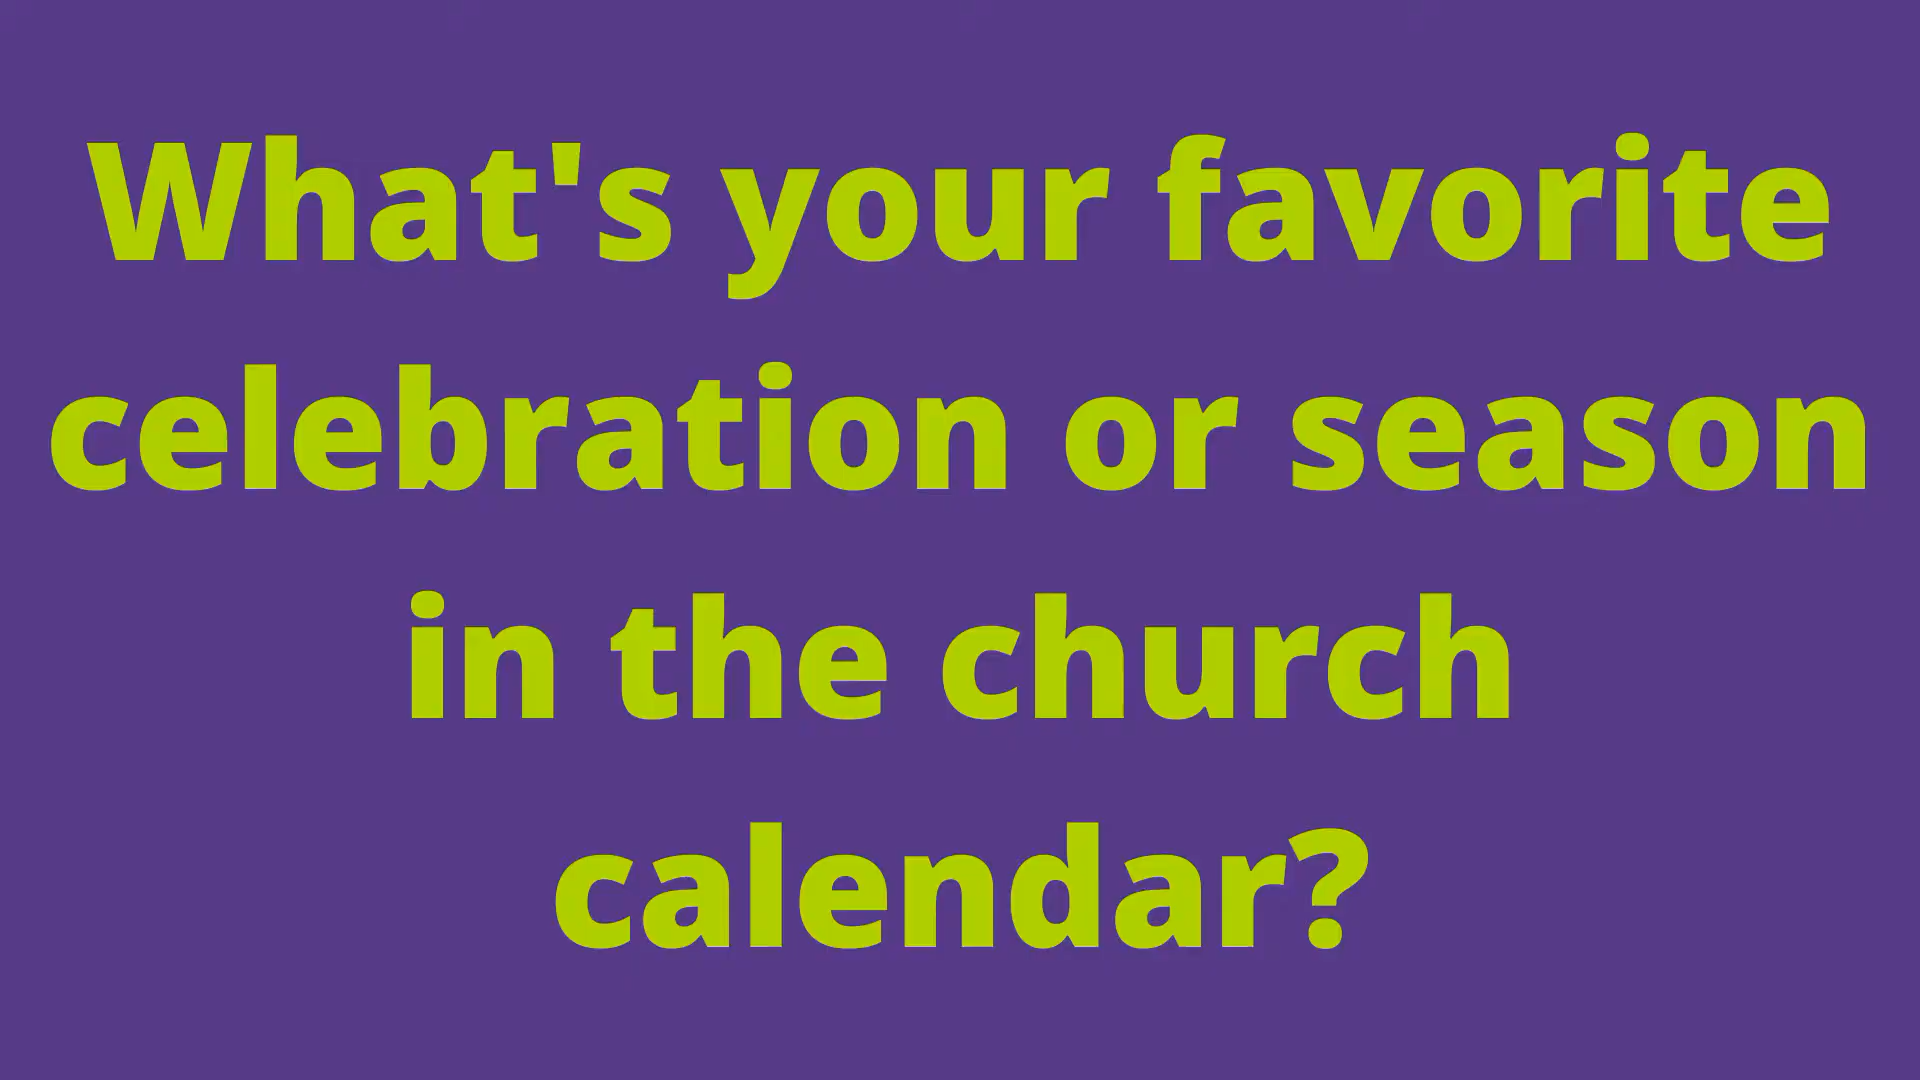 What's your favorite
celebration or season
in the church
calendar?